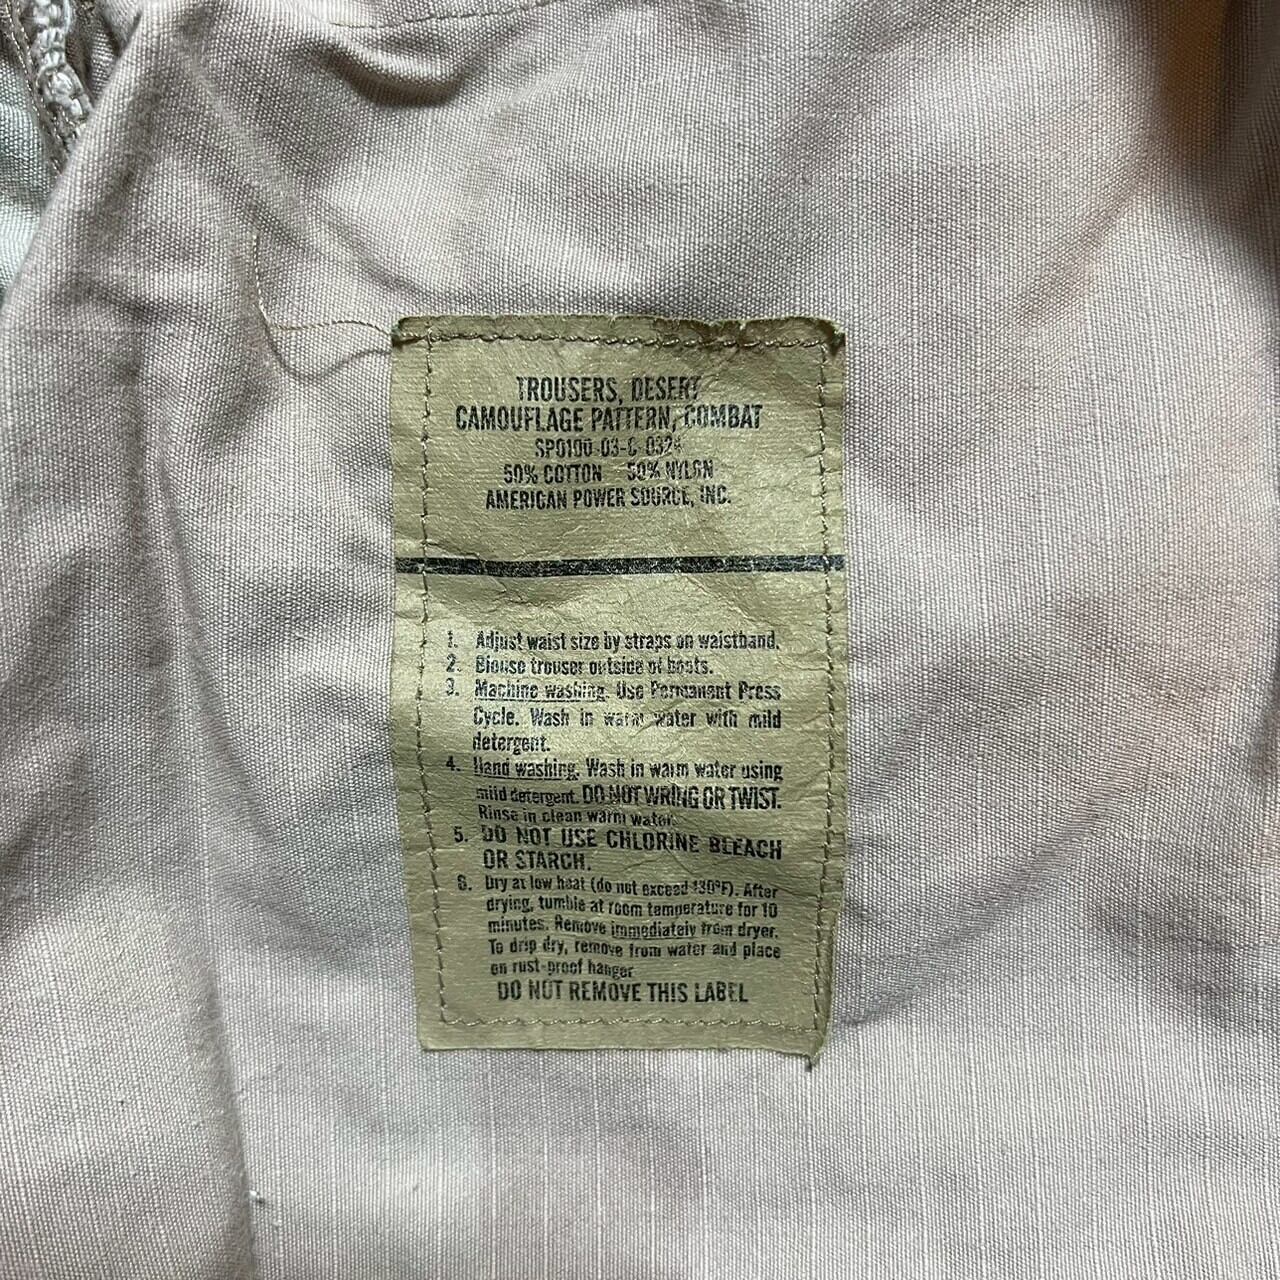 TROUSERS, DESERT
CAMOUFLAGE PATTERN, COMBAT
SP0100-03-C-0324
50% COTTON 50% NYLON
AMERICAN POWER SOURCE, INC.
1. Adjust waist size by straps on waistband.
2. Blouse trouser outside of boots.
3. Machine washing. Use Permanent Press
Cycle. Wash in warm water with mild
detergent.
4. Hand washing. Wash in warm water using
mild detergent. DO NOT WRING OR TWIST.
Rinse in clean warm water.
5. DO NOT USE CHLORINE BLEACH
OR STARCH.
6. Dry at low heat (do not exceed 130°F). After
drying, tumble at room temperature for 10
minutes. Remove immediately from dryer.
To drip dry, remove from water and place
on rust-proof hanger
DO NOT REMOVE THIS LABEL